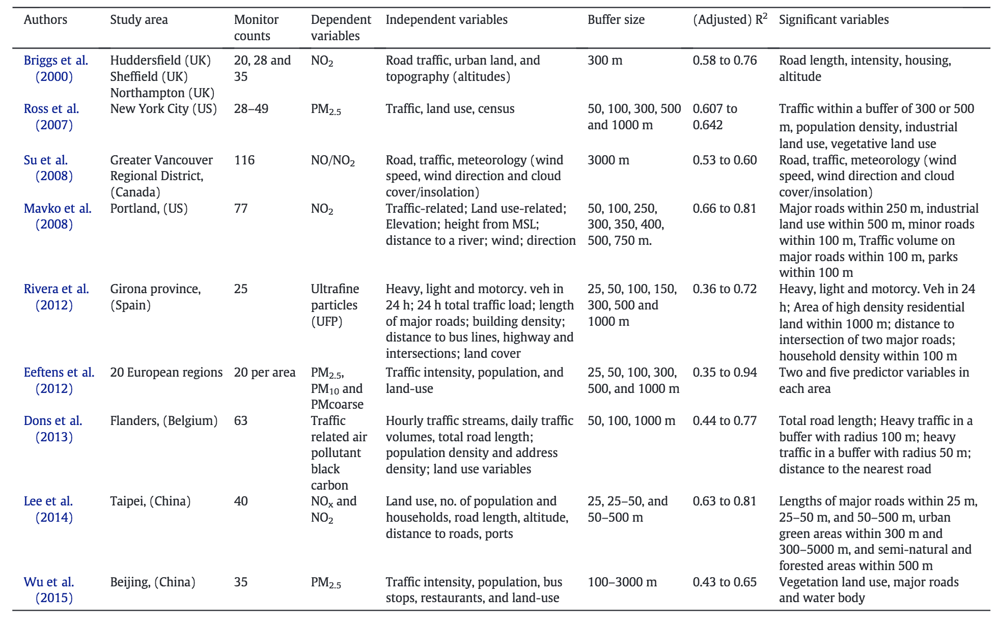 Authors Study area Monitor counts Dependent variables Independent variables Buffer size (Adjusted) R² Significant variables
Briggs et al. (2000)
Huddersfield (UK)
Sheffield (UK)
Northampton (UK)
20, 28 and
35
NO₂
Road traffic, urban land, and
topography (altitudes)
300 m
0.58 to 0.76
Road length, intensity, housing,
altitude
Ross et al.
(2007)
New York City (US)
28–49
PM₂.₅
Traffic, land use, census
50, 100, 300, 500
and 1000 m
0.607 to
0.642
Traffic within a buffer of 300 or 500
m, population density, industrial
land use, vegetative land use
Su et al.
(2008)
Greater Vancouver
Regional District,
(Canada)
116
NO/NO₂
Road, traffic, meteorology (wind
speed, wind direction and cloud
cover/insolation)
3000 m
0.53 to 0.60
Road, traffic, meteorology (wind
speed, wind direction and cloud
cover/insolation)
Mavko et al.
(2008)
Portland, (US)
77
NO₂
Traffic-related; Land use-related;
Elevation; height from MSL;
distance to a river; wind; direction
50, 100, 250,
300, 350, 400,
500, 750 m.
0.66 to 0.81
Major roads within 250 m, industrial
land use within 500 m, minor roads
within 100 m, Traffic volume on
major roads within 100 m, parks
within 100 m
Rivera et al.
(2012)
Girona province,
(Spain)
25
Ultrafine
particles
(UFP)
Heavy, light and motorcy. veh in
24 h; 24 h total traffic load; length
of major roads; building density;
distance to bus lines, highway and
intersections; land cover
25, 50, 100, 150,
300, 500 and
1000 m
0.36 to 0.72
Heavy, light and motorcy. Veh in 24
h; Area of high density residential
land within 1000 m; distance to
intersection of two major roads;
household density within 100 m
Eeftens et al.
(2012)
20 European regions
20 per area
PM₂.₅,
PM₁₀ and
PMcoarse
Traffic intensity, population, and
land-use
25, 50, 100, 300,
500, and 1000 m
0.35 to 0.94
Two and five predictor variables in
each area
Dons et al.
(2013)
Flanders, (Belgium)
63
Traffic
related air
pollutant
black
carbon
Hourly traffic streams, daily traffic
volumes, total road length;
population density and address
density; land use variables
50, 100, 1000 m
0.44 to 0.77
Total road length; Heavy traffic in a
buffer with radius 100 m; heavy
traffic in a buffer with radius 50 m;
distance to the nearest road
Lee et al.
(2014)
Taipei, (China)
40
NOₓ and
NO₂
Land use, no. of population and
households, road length, altitude,
distance to roads, ports
25, 25–50, and
50–500 m
0.63 to 0.81
Lengths of major roads within 25 m,
25–50 m, and 50–500 m, urban
green areas within 300 m and
300–5000 m, and semi-natural and
forested areas within 500 m
Wu et al.
(2015)
Beijing, (China)
35
PM₂.₅
Traffic intensity, population, bus
stops, restaurants, and land-use
100–3000 m
0.43 to 0.65
Vegetation land use, major roads
and water body